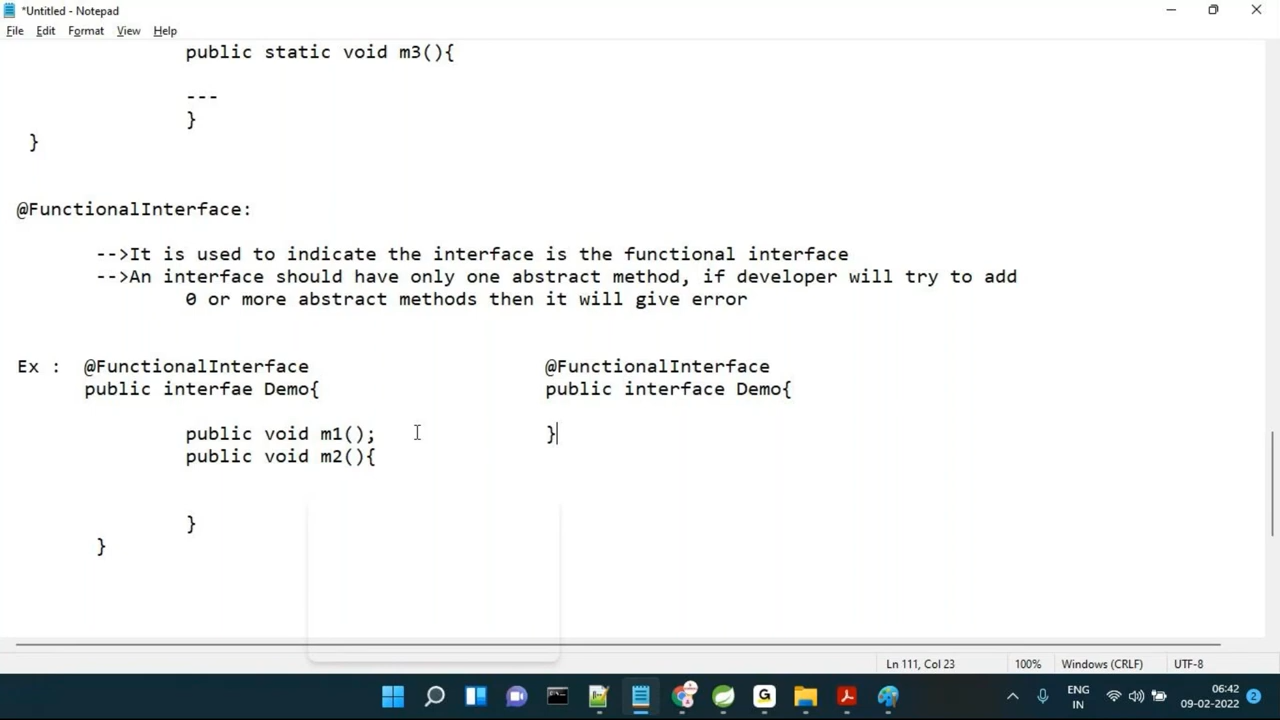 *Untitled - Notepad
File Edit Format View Help
public static void m3(){
---
}
}
@FunctionalInterface:
-->It is used to indicate the interface is the functional interface
-->An interface should have only one abstract method, if developer will try to add
0 or more abstract methods then it will give error
Ex : @FunctionalInterface @FunctionalInterface
public interfae Demo{ public interface Demo{
public void m1(); }
public void m2(){
}
}
Ln 111, Col 23 100% Windows (CRLF) UTF-8
ENG 06:42
IN 09-02-2022 2